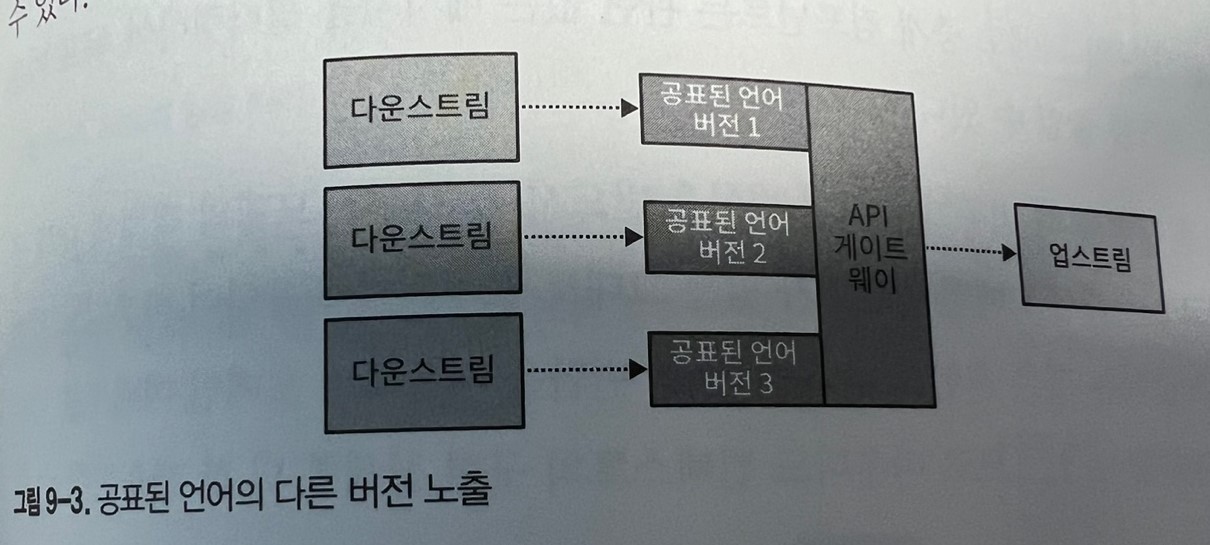 수 있다.
다운스트림
공표된 언어
버전 1
다운스트림
공표된 언어
버전 2
API
게이트
웨이
업스트림
다운스트림
공표된 언어
버전 3
그림 9-3. 공표된 언어의 다른 버전 노출